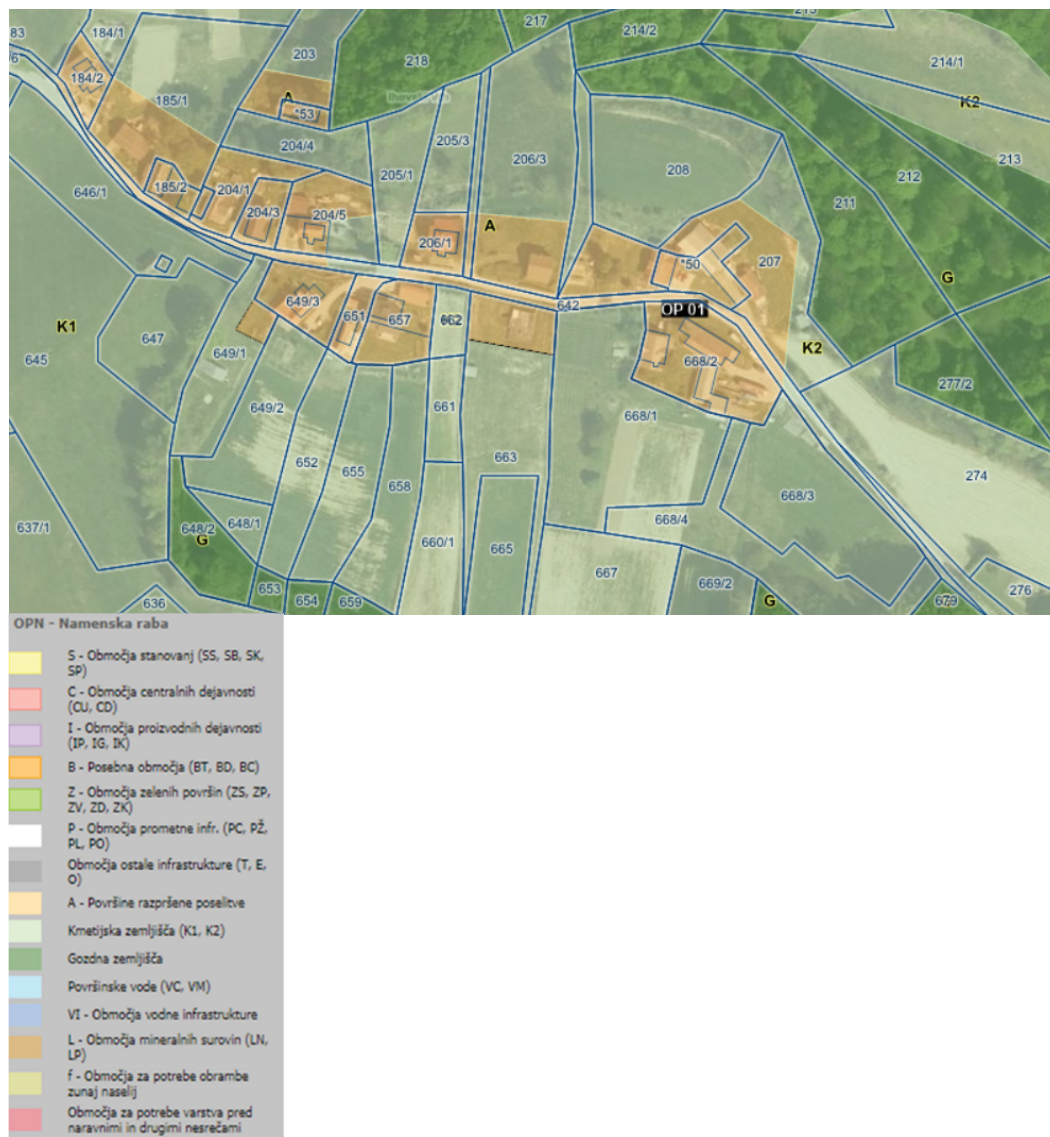 83
184/1
203
218
217
214/2
213
214/1
/6
184/2
185/1
A
*53
K2
205/3
206/3
213
204/4
205/1
208
212
646/1
185/2
204/1
204/3
204/5
211
A
206/1
*50
207
G
649/3
651
657
662
642
OP 01
K1
645
647
649/1
668/2
K2
277/2
649/2
661
668/1
652
655
658
663
274
668/3
637/1
648/2
G
648/1
660/1
665
668/4
667
669/2
636
653
654
659
G
679
276
OPN - Namenska raba
S - Območja stanovanj (SS, SB, SK,
SP)
C - Območja centralnih dejavnosti
(CU, CD)
I - Območja proizvodnih dejavnosti
(IP, IG, IK)
B - Posebna območja (BT, BD, BC)
Z - Območja zelenih površin (ZS, ZP,
ZV, ZD, ZK)
P - Območja prometne infr. (PC, PŽ,
PL, PO)
Območja ostale infrastrukture (T, E,
O)
A - Površine razpršene poselitve
Kmetijska zemljišča (K1, K2)
Gozdna zemljišča
Površinske vode (VC, VM)
VI - Območja vodne infrastrukture
L - Območja mineralnih surovin (LN,
LP)
f - Območja za potrebe obrambe
zunaj naselij
Območja za potrebe varstva pred
naravnimi in drugimi nesrečami